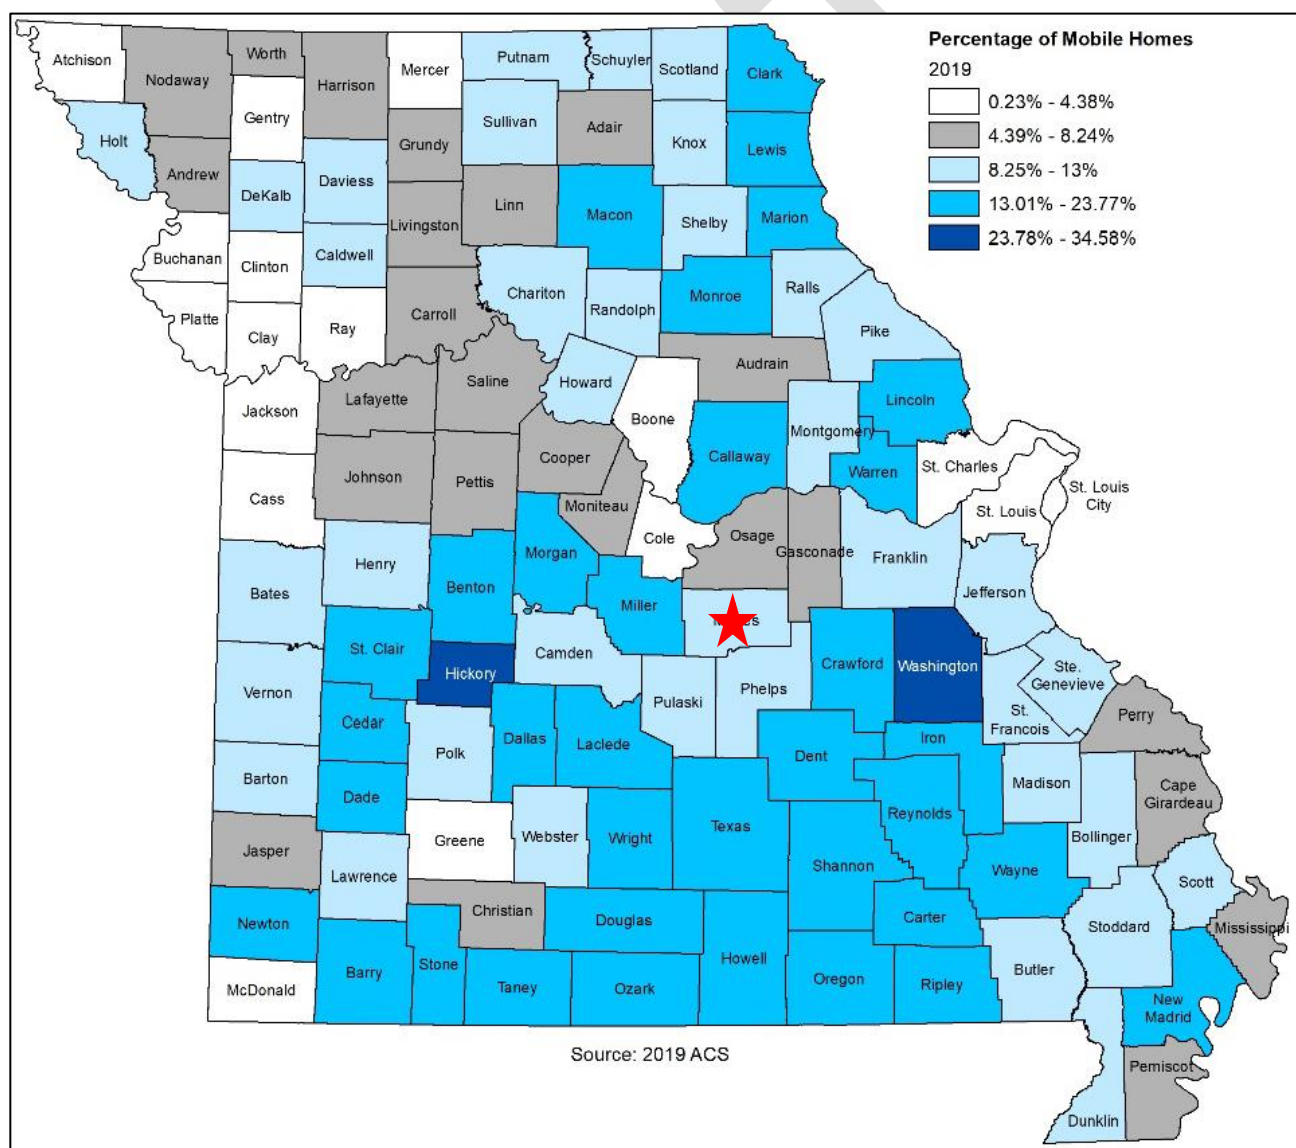 Percentage of Mobile Homes
2019
0.23% - 4.38%
4.39% - 8.24%
8.25% - 13%
13.01% - 23.77%
23.78% - 34.58%
Atchison
Nodaway
Worth
Harrison
Mercer
Putnam
Schuyler
Scotland
Clark
Holt
Andrew
Gentry
DeKalb
Daviess
Grundy
Sullivan
Adair
Knox
Lewis
Buchanan
Clinton
Caldwell
Livingston
Linn
Macon
Shelby
Marion
Platte
Clay
Ray
Carroll
Chariton
Randolph
Monroe
Ralls
Pike
Jackson
Lafayette
Saline
Howard
Boone
Audrain
Lincoln
Cass
Johnson
Pettis
Cooper
Moniteau
Callaway
Montgomery
Warren
St. Charles
St. Louis
St. Louis
City
Cole
Osage
Gasconade
Franklin
Jefferson
Bates
Henry
Benton
Morgan
Miller
Vernon
St. Clair
Hickory
Camden
Pulaski
Phelps
Crawford
Washington
Ste.
Genevieve
St.
Francois
Perry
Barton
Cedar
Polk
Dallas
Laclede
Dent
Iron
Madison
Cape
Girardeau
Jasper
Dade
Greene
Webster
Wright
Texas
Shannon
Reynolds
Wayne
Bollinger
Scott
Lawrence
Christian
Douglas
Howell
Carter
Stoddard
Mississippi
Newton
Barry
Stone
Taney
Ozark
Oregon
Ripley
Butler
New
Madrid
McDonald
Dunklin
Pemiscot
Source: 2019 ACS